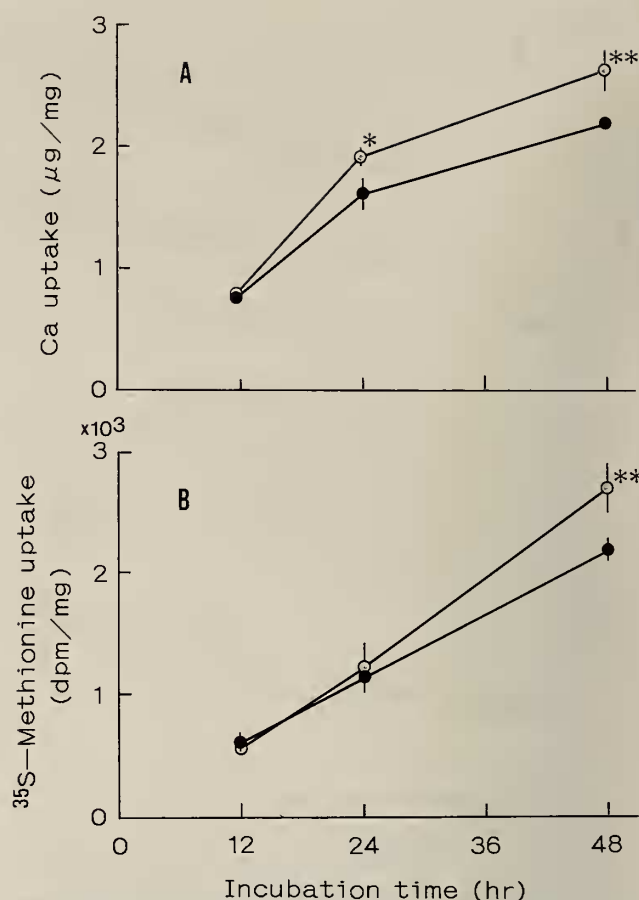 3
A
**
*
2
Ca uptake (µg/mg)
1
0
×10³
3
B
**
2
³⁵S—Methionine uptake
(dpm/mg)
1
0
0 12 24 36 48
Incubation time (hr)